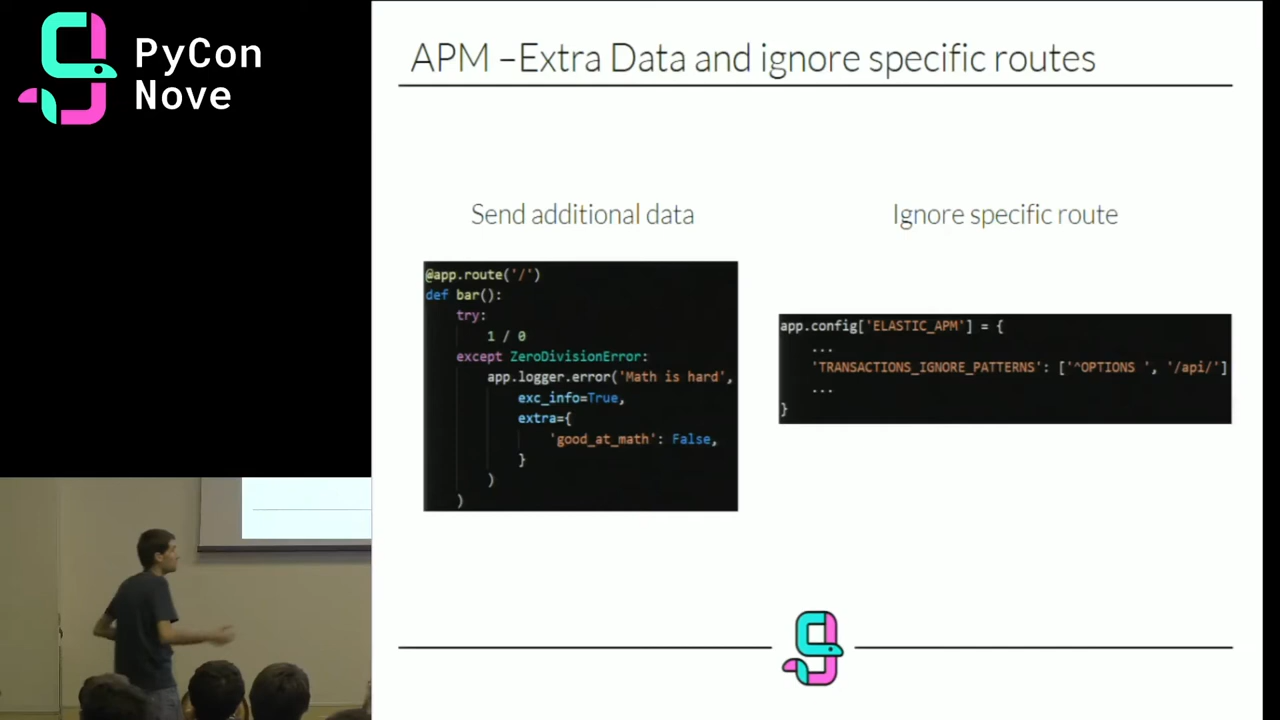 PyCon
Nove
APM –Extra Data and ignore specific routes
Send additional data
@app.route('/')
def bar():
try:
1 / 0
except ZeroDivisionError:
app.logger.error('Math is hard',
exc_info=True,
extra={
'good_at_math': False,
}
)
)
Ignore specific route
app.config['ELASTIC_APM'] = {
...
'TRANSACTIONS_IGNORE_PATTERNS': ['^OPTIONS ', '/api/']
...
}